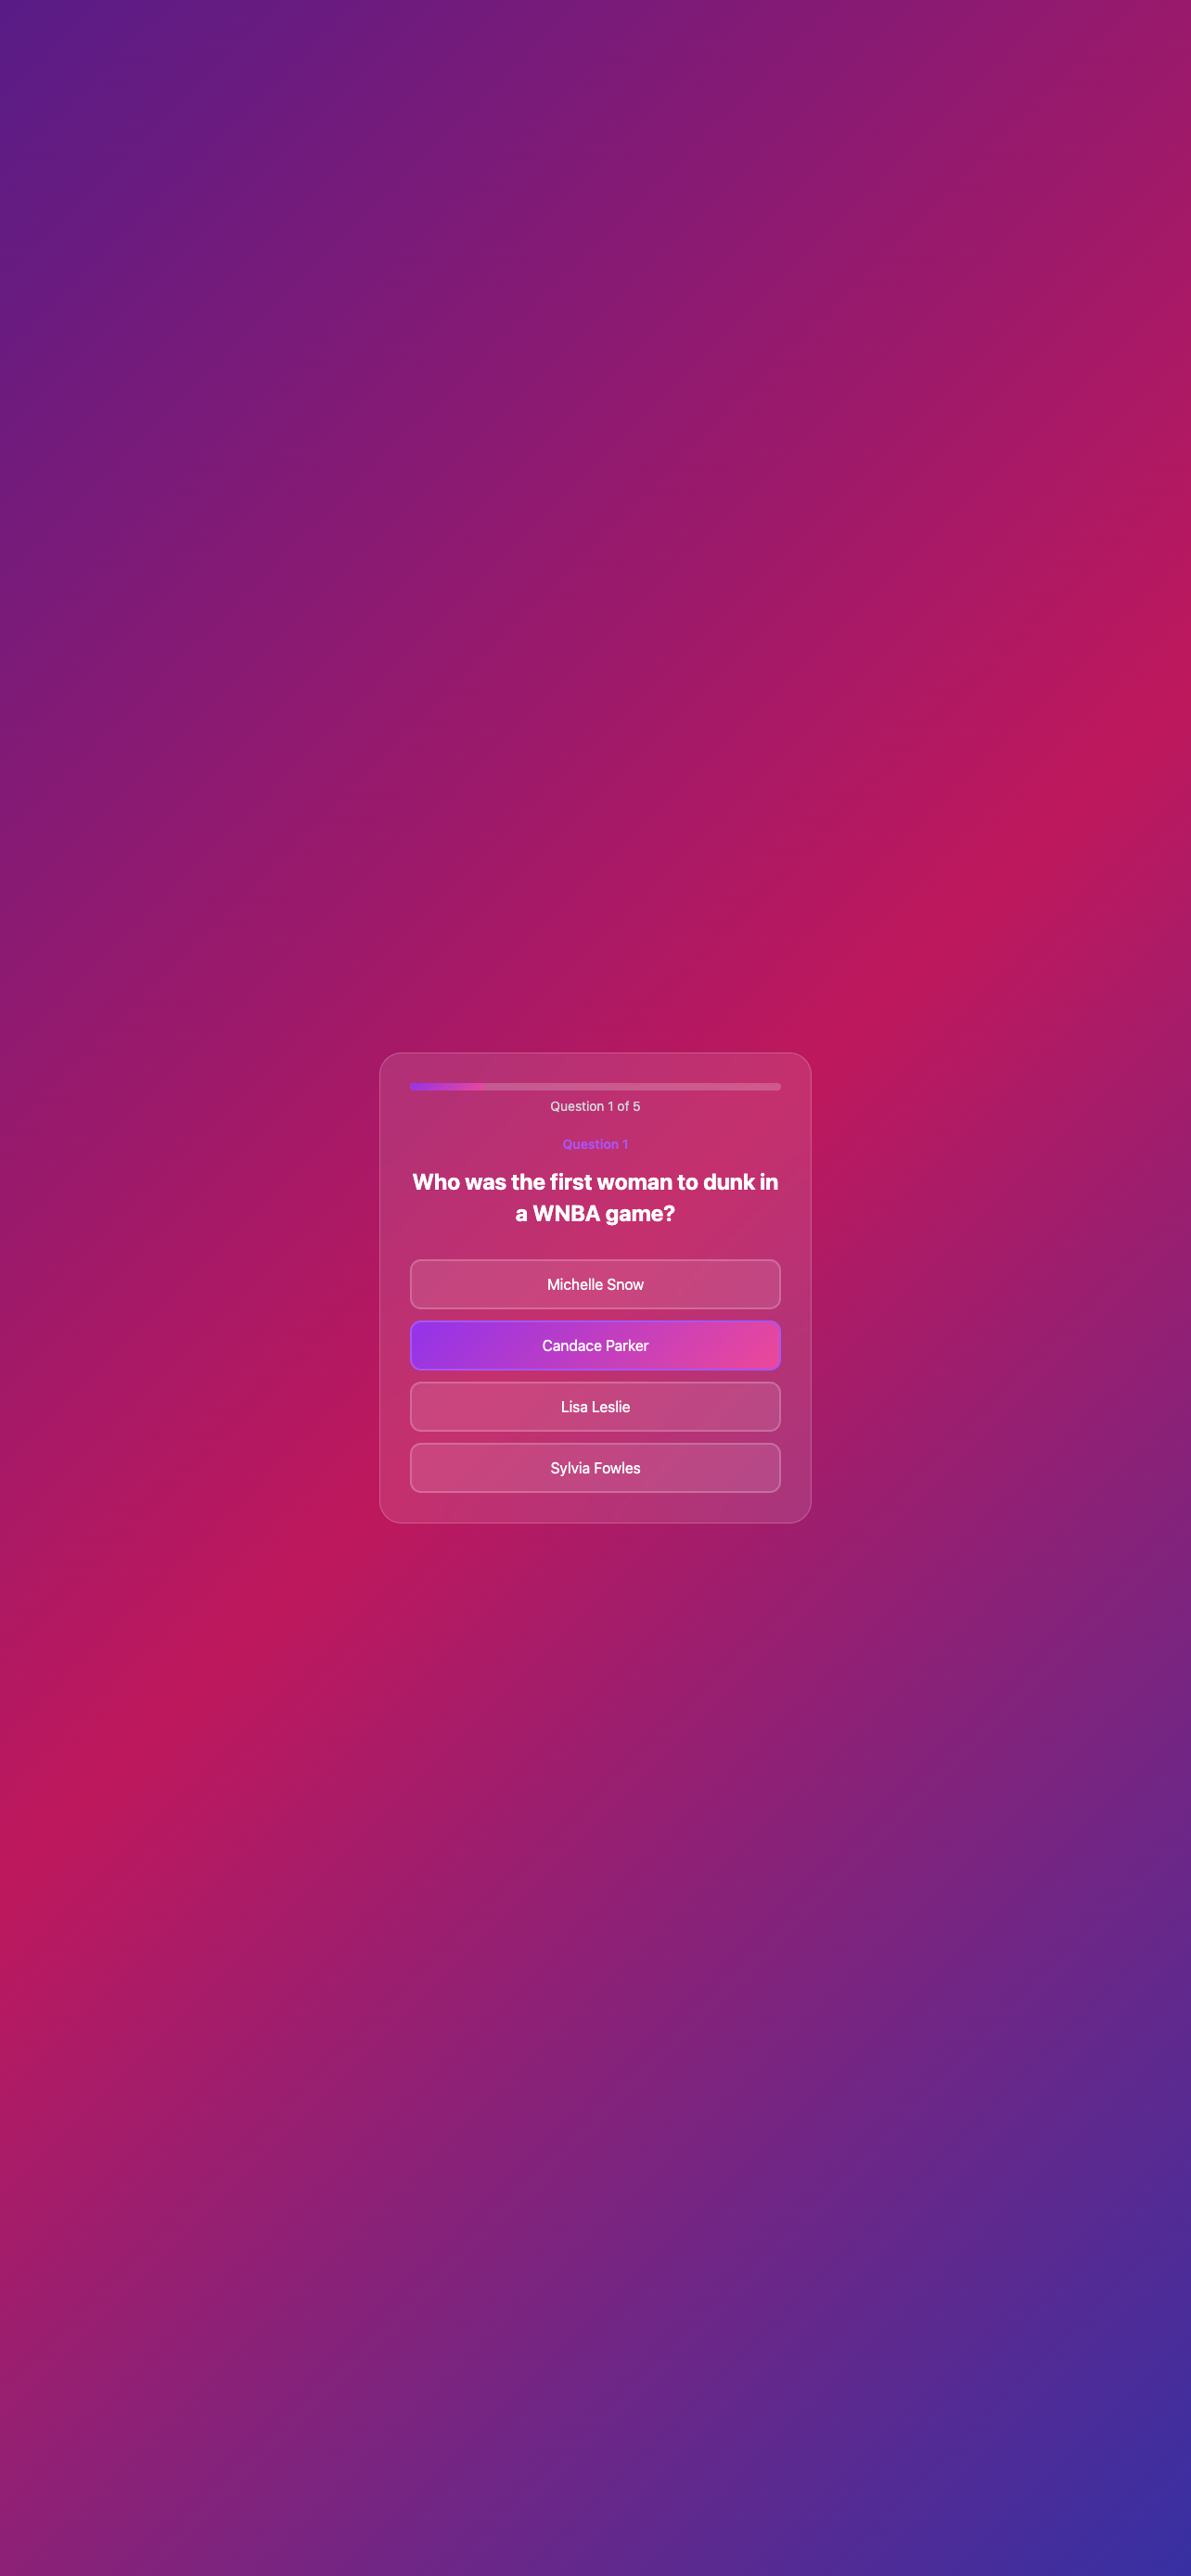 Question 1 of 5
Question 1
Who was the first woman to dunk in
a WNBA game?
Michelle Snow
Candace Parker
Lisa Leslie
Sylvia Fowles